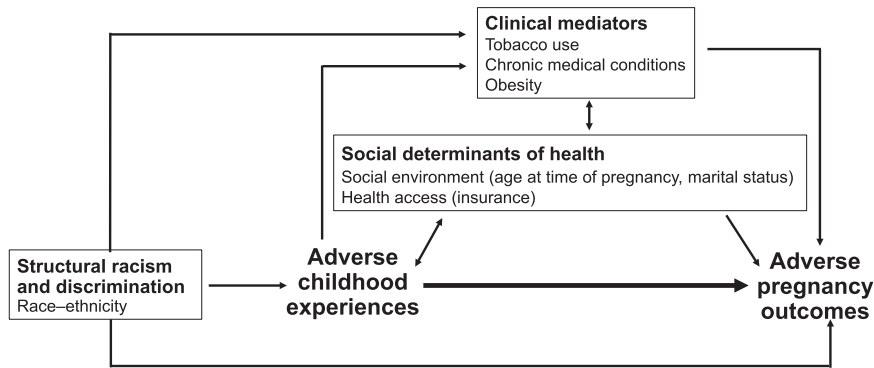 Clinical mediators
Tobacco use
Chronic medical conditions
Obesity
Social determinants of health
Social environment (age at time of pregnancy, marital status)
Health access (insurance)
Structural racism
and discrimination
Race–ethnicity
Adverse
childhood
experiences
Adverse
pregnancy
outcomes